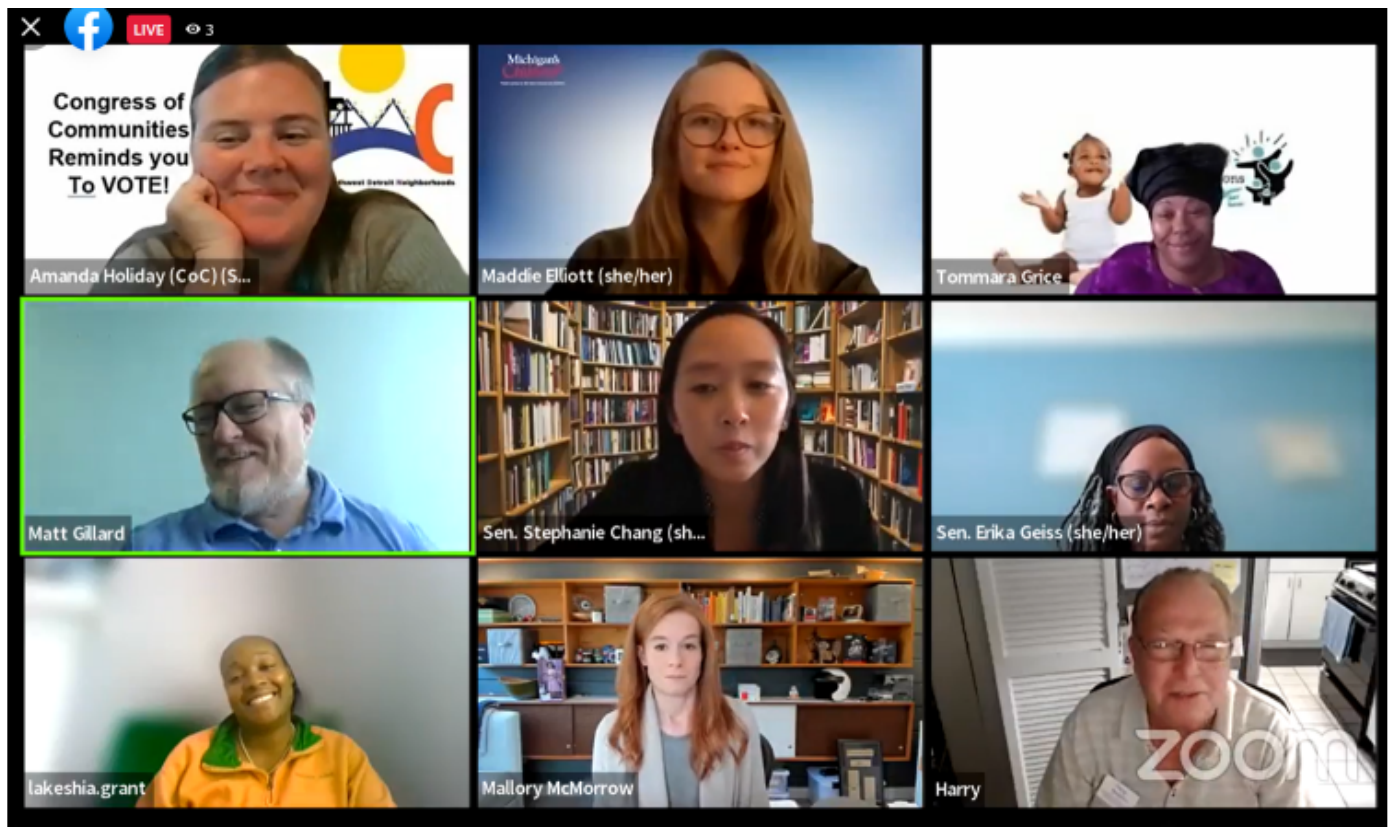 LIVE 3
Congress of
Communities
Reminds you
To VOTE!
Amanda Holiday (CoC) (S...
Michigan's
Maddie Elliott (she/her)
ons
Tommara Grice
Matt Gillard
Sen. Stephanie Chang (sh...
Sen. Erika Geiss (she/her)
lakeshia.grant
Mallory McMorrow
Harry
zoom